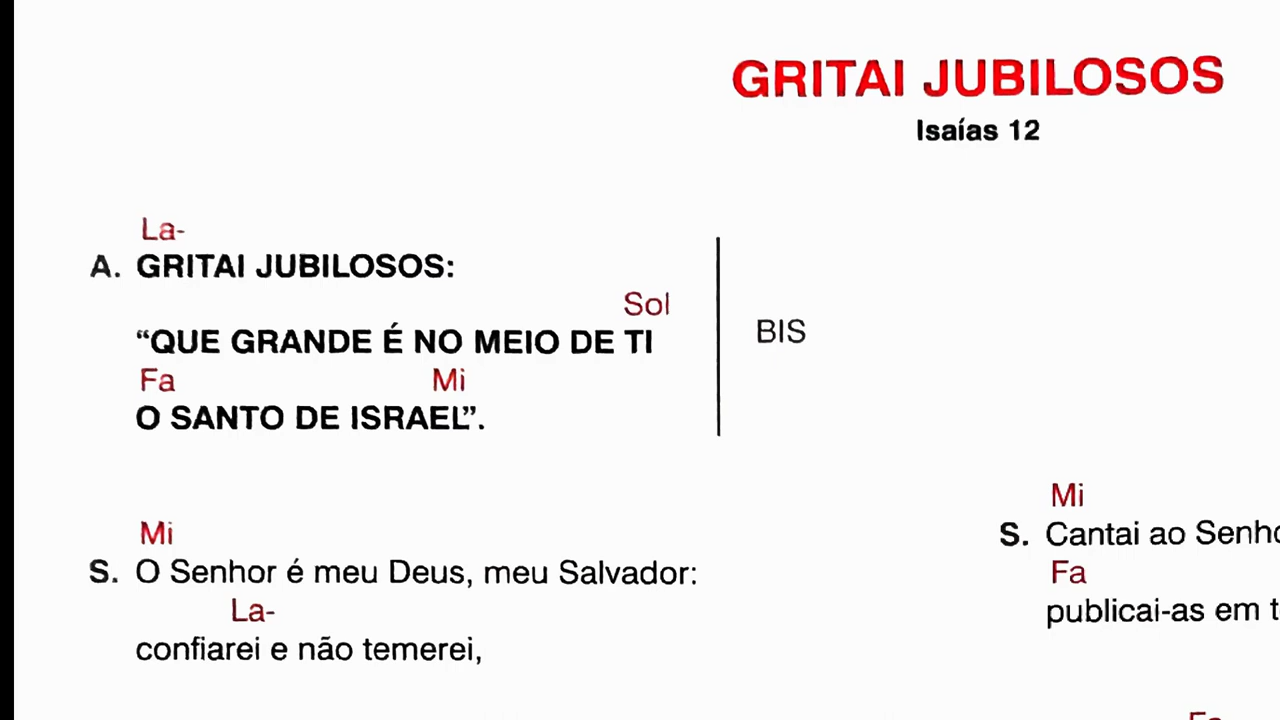 GRITAI JUBILOSOS
Isaías 12
La-
A. GRITAI JUBILOSOS:
Sol
“QUE GRANDE É NO MEIO DE TI
Fa Mi
O SANTO DE ISRAEL”.
BIS
Mi
S. O Senhor é meu Deus, meu Salvador:
La-
confiarei e não temerei,
Mi
S. Cantai ao
Fa
publicai-as em